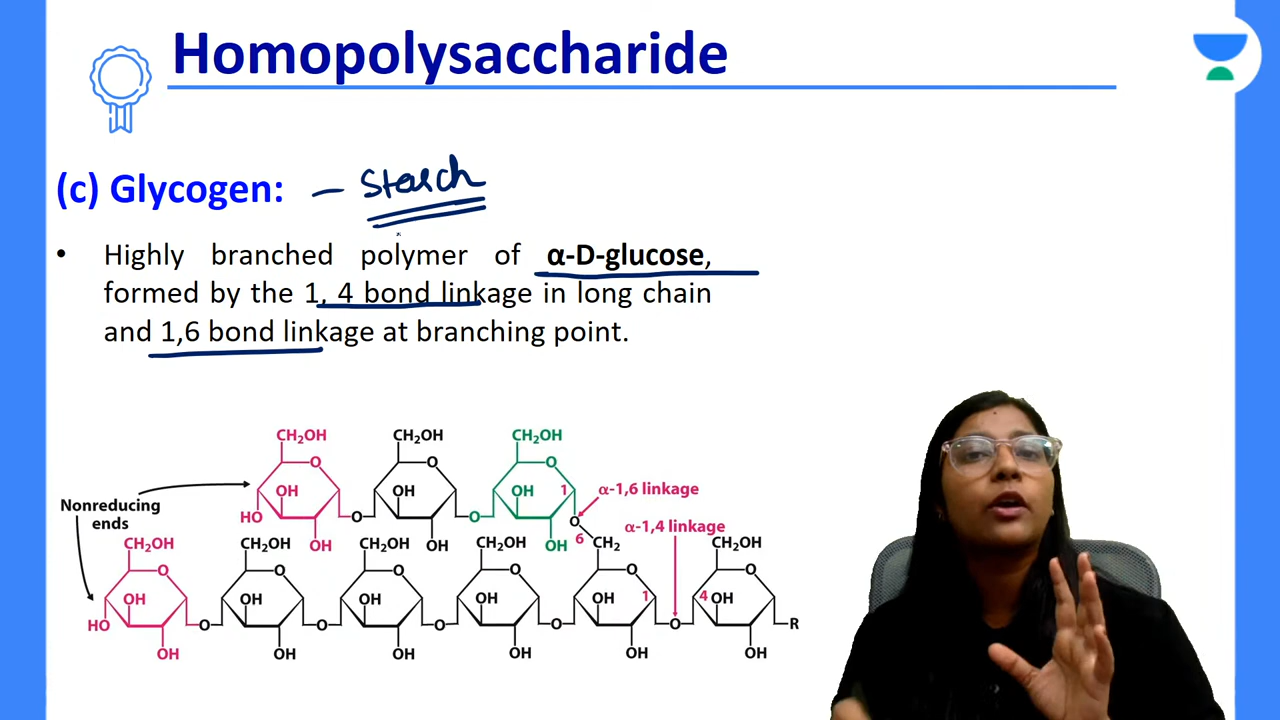 Homopolysaccharide
(c) Glycogen: – Starch
• Highly branched polymer of α-D-glucose,
formed by the 1, 4 bond linkage in long chain
and 1,6 bond linkage at branching point.
CH₂OH CH₂OH CH₂OH
O O O
Nonreducing
ends
OH OH OH 1
α-1,6 linkage
HO O O O
OH OH OH 6 CH₂
α-1,4 linkage
CH₂OH CH₂OH CH₂OH CH₂OH CH₂OH
O O O O O O
OH OH OH OH OH 1 4 OH
HO O O O O O R
OH OH OH OH OH OH